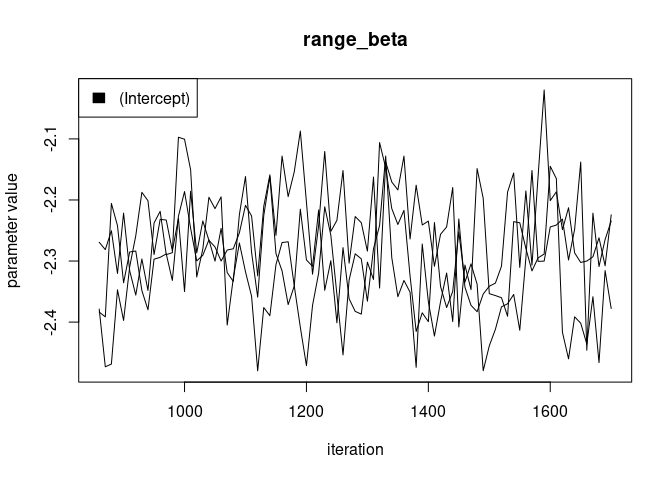 range_beta
(Intercept)
parameter value
-2.1
-2.2
-2.3
-2.4
1000 1200 1400 1600
iteration